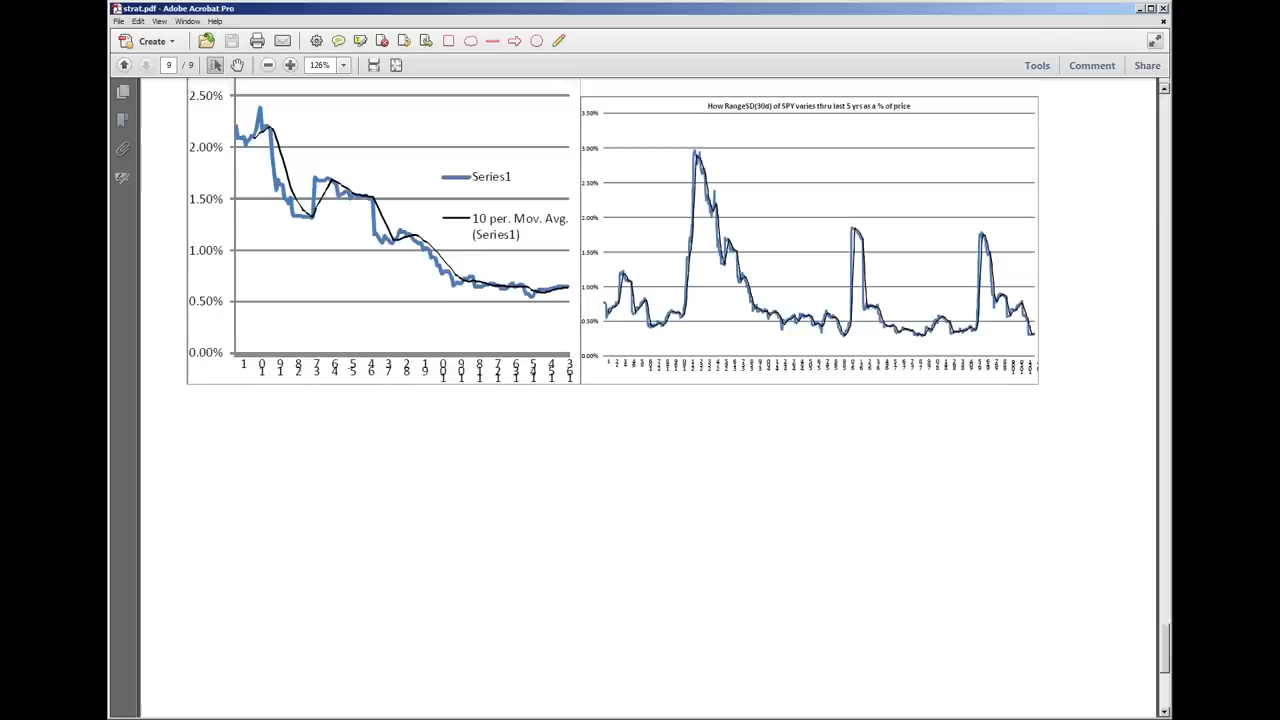 strat.pdf - Adobe Acrobat Pro
File Edit View Window Help
Create
9 / 9 126% Tools Comment Share
2.50%
2.00%
1.50%
1.00%
0.50%
0.00%
Series1
10 per. Mov. Avg.
(Series1)
How RangeSD(30d) of SPY varies thru last 5 yrs as a % of price
3.50%
3.00%
2.50%
2.00%
1.50%
1.00%
0.50%
0.00%